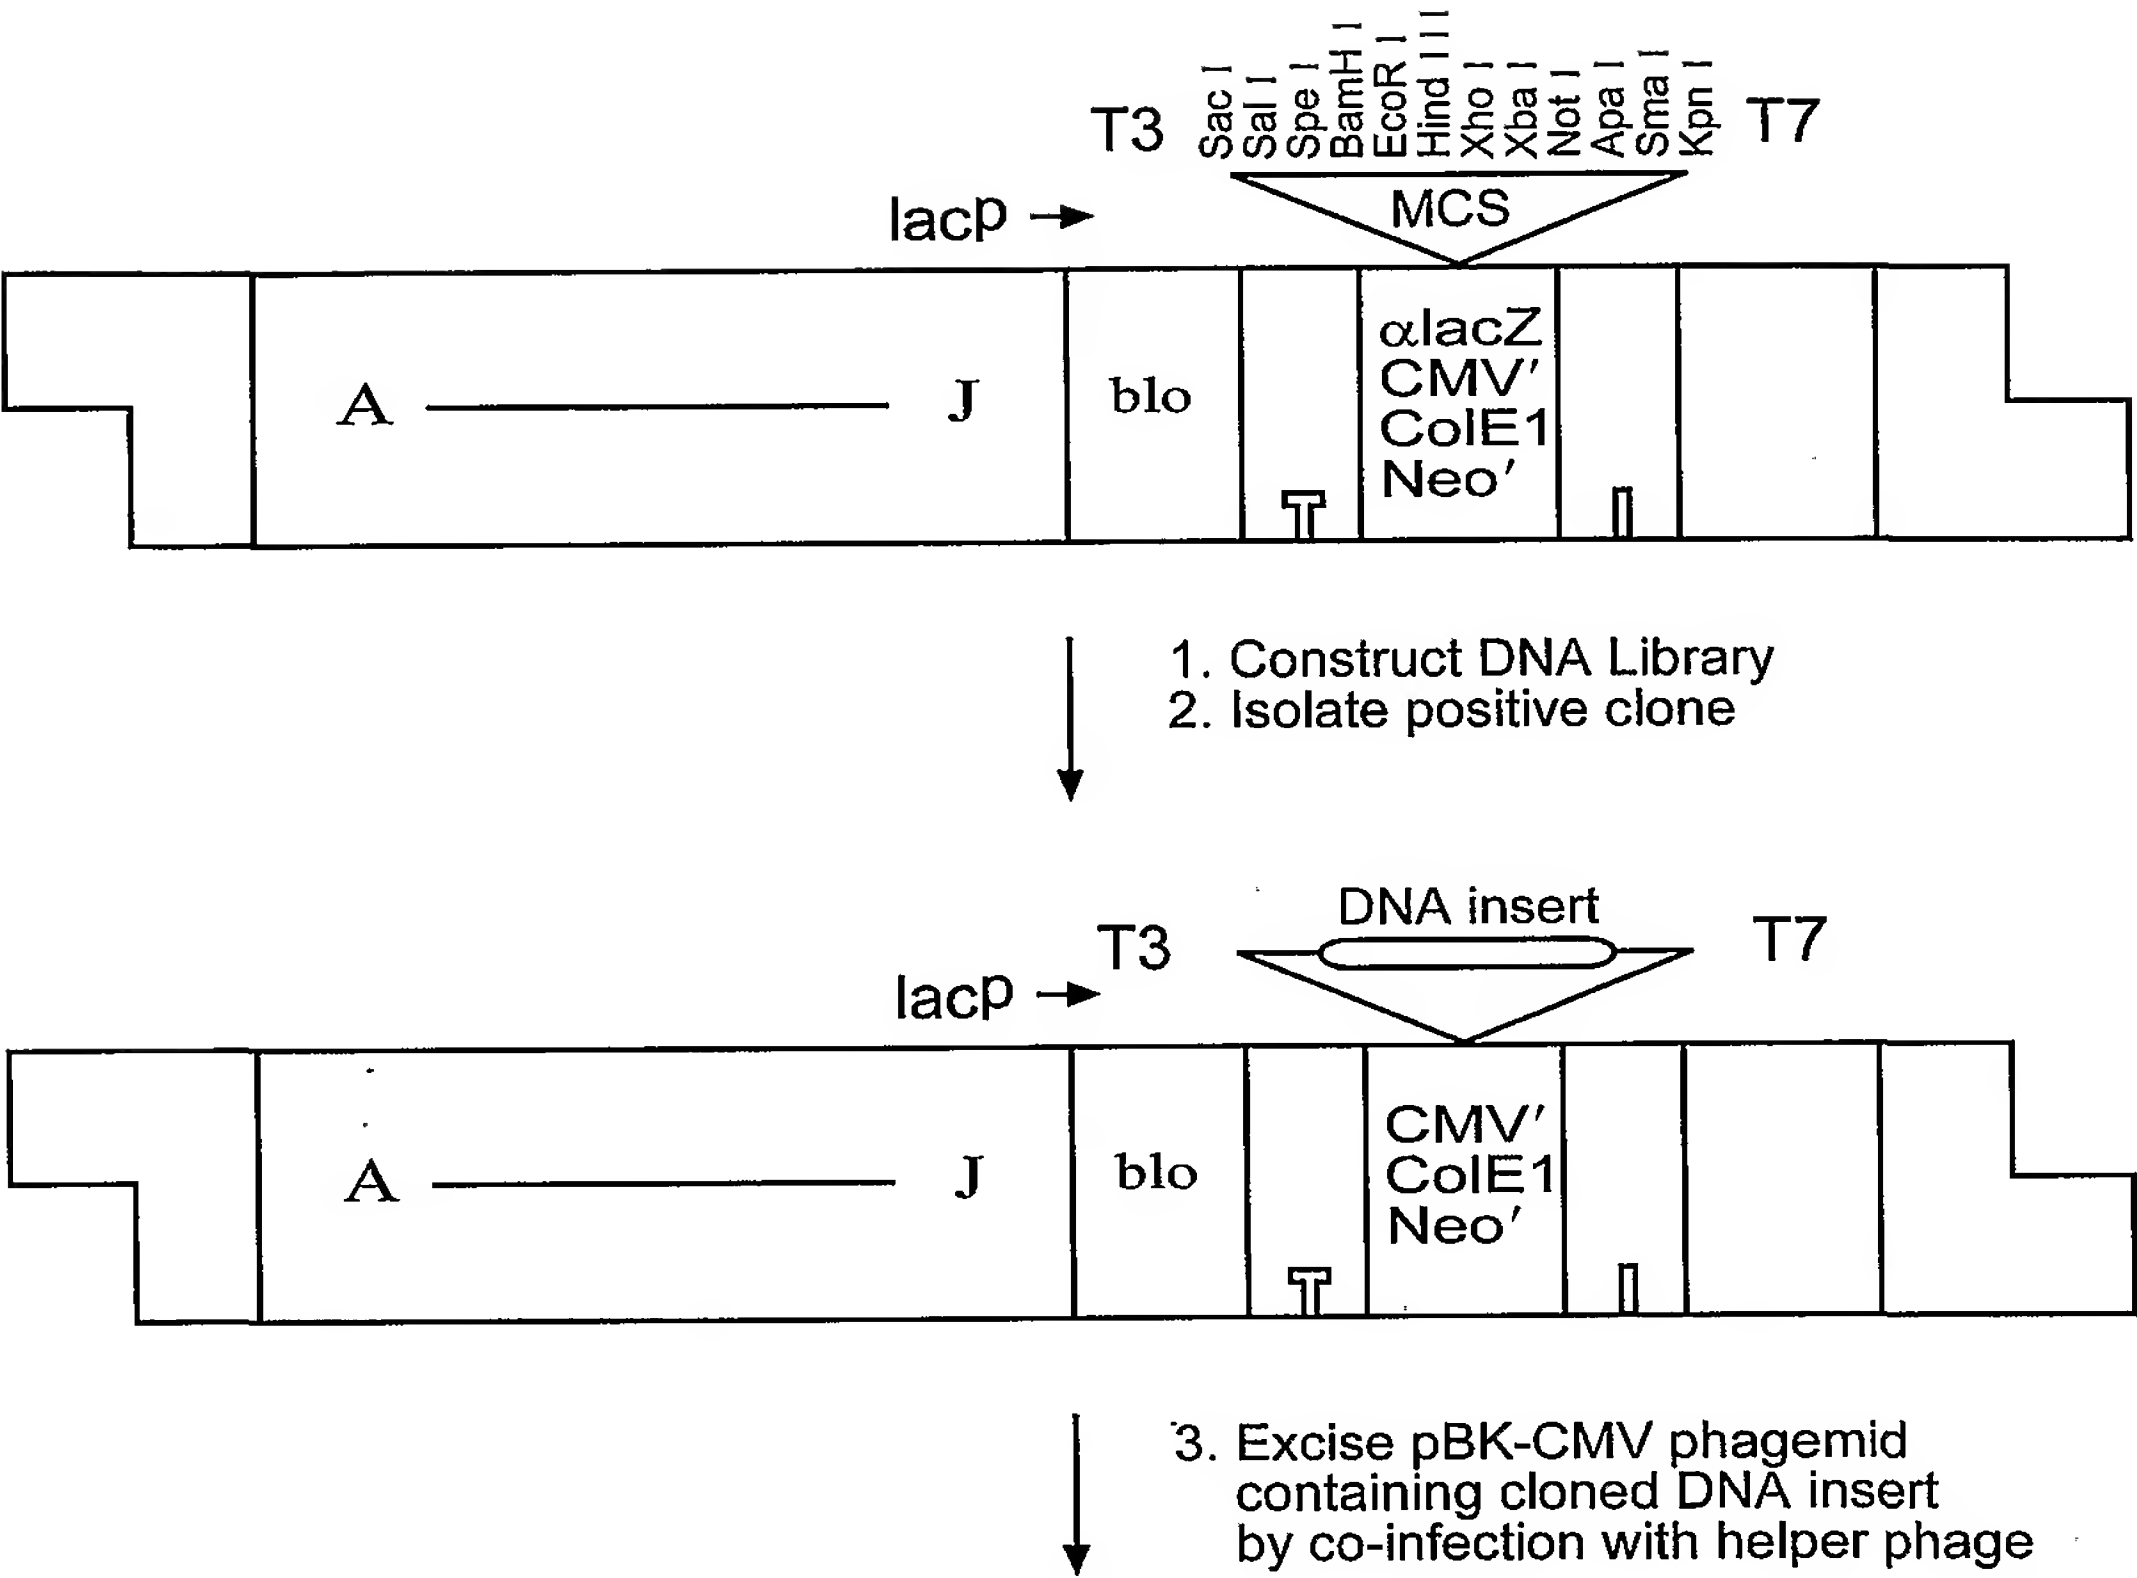 T3 Sac I Sal I Spe I BamH I EcoR I Hind III Xho I Xba I Not I Apa I Sma I Kpn I T7
MCS
lacp
A J blo
αlacZ
CMV′
ColE1
Neo′
T I
1. Construct DNA Library
2. Isolate positive clone
DNA insert
T3 T7
lacp
A J blo
CMV′
ColE1
Neo′
T I
3. Excise pBK-CMV phagemid
containing cloned DNA insert
by co-infection with helper phage